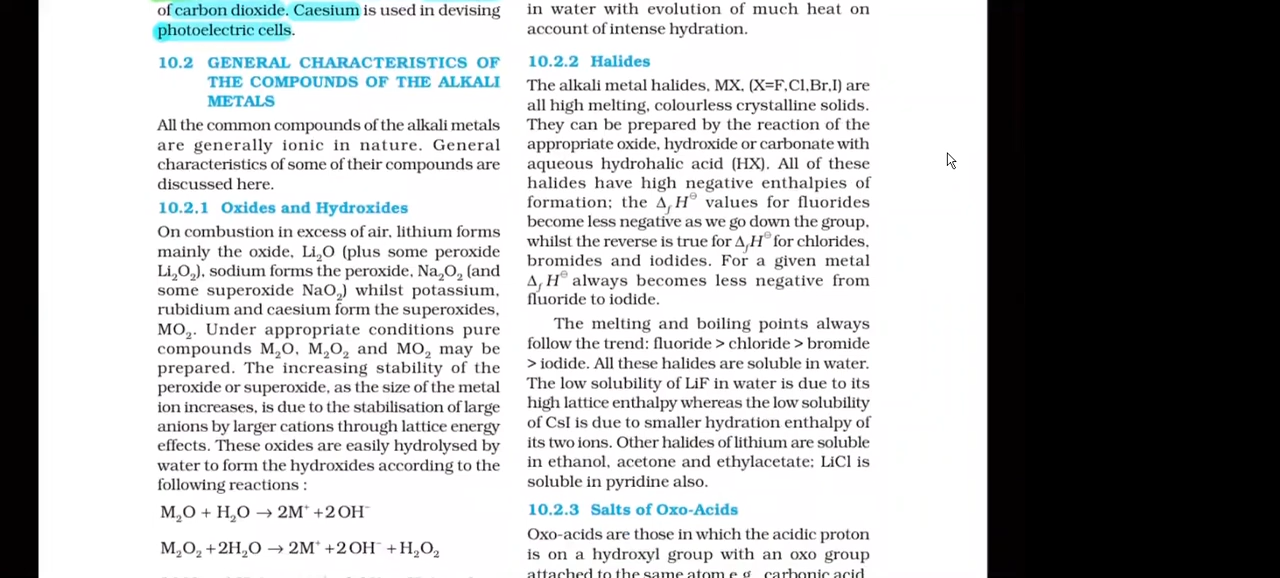 of carbon dioxide. Caesium is used in devising
photoelectric cells.
10.2 GENERAL CHARACTERISTICS OF
THE COMPOUNDS OF THE ALKALI
METALS
All the common compounds of the alkali metals
are generally ionic in nature. General
characteristics of some of their compounds are
discussed here.
10.2.1 Oxides and Hydroxides
On combustion in excess of air, lithium forms
mainly the oxide, Li₂O (plus some peroxide
Li₂O₂), sodium forms the peroxide, Na₂O₂ (and
some superoxide NaO₂) whilst potassium,
rubidium and caesium form the superoxides,
MO₂. Under appropriate conditions pure
compounds M₂O, M₂O₂ and MO₂ may be
prepared. The increasing stability of the
peroxide or superoxide, as the size of the metal
ion increases, is due to the stabilisation of large
anions by larger cations through lattice energy
effects. These oxides are easily hydrolysed by
water to form the hydroxides according to the
following reactions :
M₂O + H₂O → 2M⁺ +2 OH⁻
M₂O₂ +2H₂O → 2M⁺ +2 OH⁻ +H₂O₂
in water with evolution of much heat on
account of intense hydration.
10.2.2 Halides
The alkali metal halides, MX, (X=F,Cl,Br,I) are
all high melting, colourless crystalline solids.
They can be prepared by the reaction of the
appropriate oxide, hydroxide or carbonate with
aqueous hydrohalic acid (HX). All of these
halides have high negative enthalpies of
formation; the Δf H⊖ values for fluorides
become less negative as we go down the group,
whilst the reverse is true for Δf H⊖ for chlorides,
bromides and iodides. For a given metal
Δf H⊖ always becomes less negative from
fluoride to iodide.
The melting and boiling points always
follow the trend: fluoride > chloride > bromide
> iodide. All these halides are soluble in water.
The low solubility of LiF in water is due to its
high lattice enthalpy whereas the low solubility
of CsI is due to smaller hydration enthalpy of
its two ions. Other halides of lithium are soluble
in ethanol, acetone and ethylacetate; LiCl is
soluble in pyridine also.
10.2.3 Salts of Oxo-Acids
Oxo-acids are those in which the acidic proton
is on a hydroxyl group with an oxo group
attached to the same atom e.g., carbonic acid,